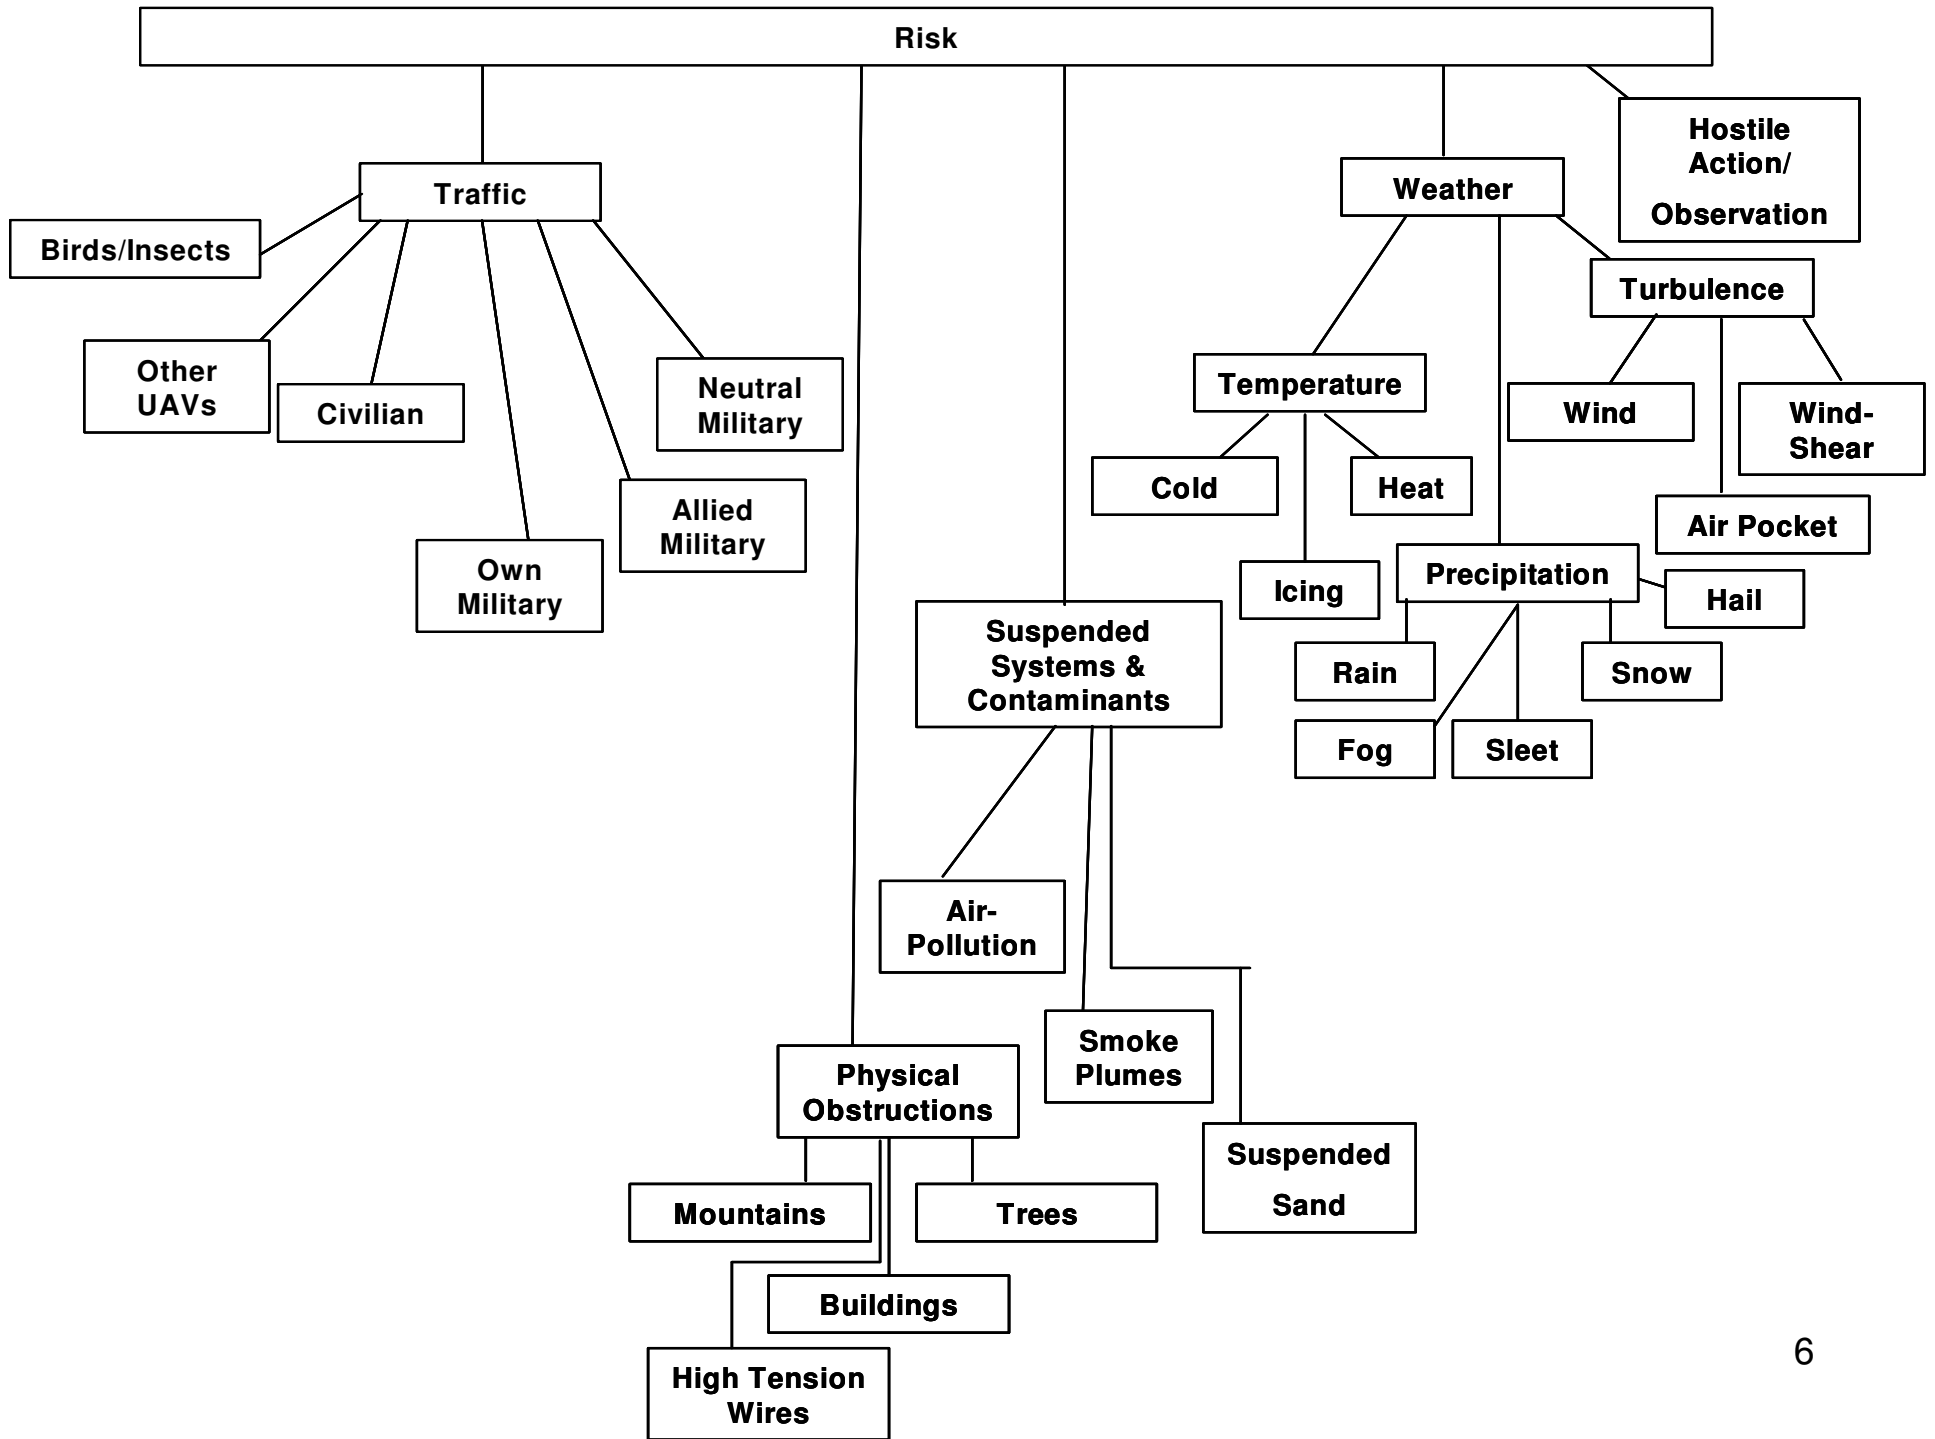 Risk
Traffic
Birds/Insects
Other
UAVs
Civilian
Own
Military
Allied
Military
Neutral
Military
Physical
Obstructions
Mountains
High Tension
Wires
Buildings
Trees
Suspended
Systems &
Contaminants
Air-
Pollution
Smoke
Plumes
Suspended
Sand
Weather
Temperature
Cold
Icing
Heat
Precipitation
Rain
Fog
Sleet
Snow
Hail
Turbulence
Wind
Air Pocket
Wind-
Shear
Hostile
Action/
Observation
6